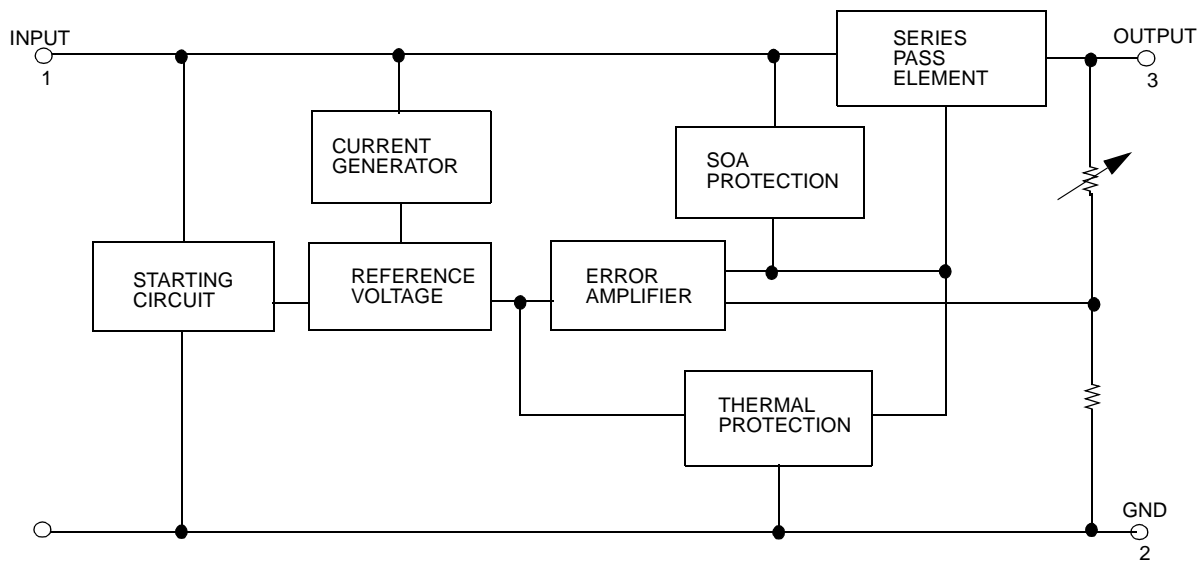 INPUT
1
SERIES
PASS
ELEMENT
OUTPUT
3
CURRENT
GENERATOR
SOA
PROTECTION
STARTING
CIRCUIT
REFERENCE
VOLTAGE
ERROR
AMPLIFIER
THERMAL
PROTECTION
GND
2